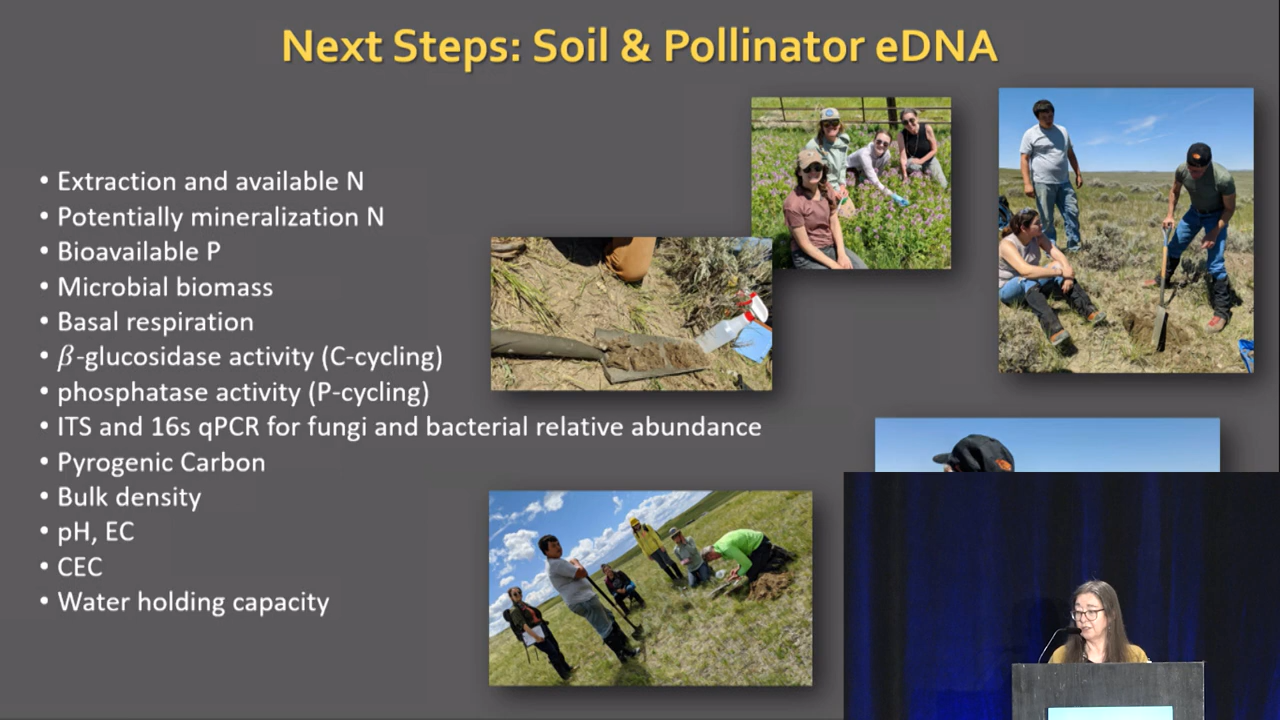 Next Steps: Soil & Pollinator eDNA
• Extraction and available N
• Potentially mineralization N
• Bioavailable P
• Microbial biomass
• Basal respiration
• β-glucosidase activity (C-cycling)
• phosphatase activity (P-cycling)
• ITS and 16s qPCR for fungi and bacterial relative abundance
• Pyrogenic Carbon
• Bulk density
• pH, EC
• CEC
• Water holding capacity